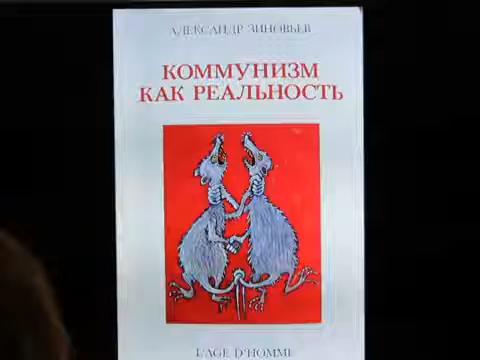 АЛЕКСАНДР ЗИНОВЬЕВ
КОММУНИЗМ
КАК РЕАЛЬНОСТЬ
L'AGE D'HOMME